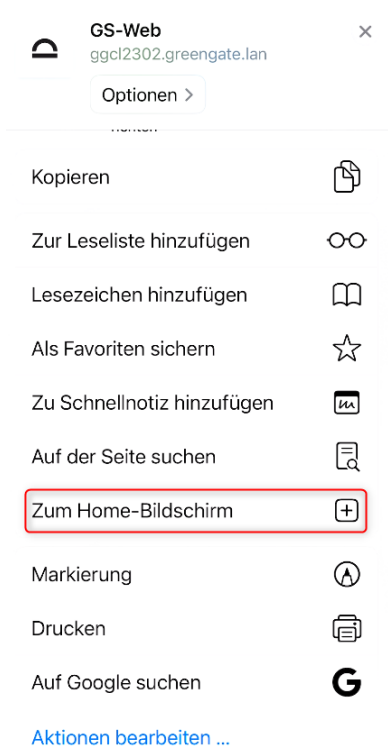 GS-Web
ggcl2302.greengate.lan
Optionen >
Kopieren
Zur Leseliste hinzufügen
Lesezeichen hinzufügen
Als Favoriten sichern
Zu Schnellnotiz hinzufügen
Auf der Seite suchen
Zum Home-Bildschirm
Markierung
Drucken
Auf Google suchen
Aktionen bearbeiten ...